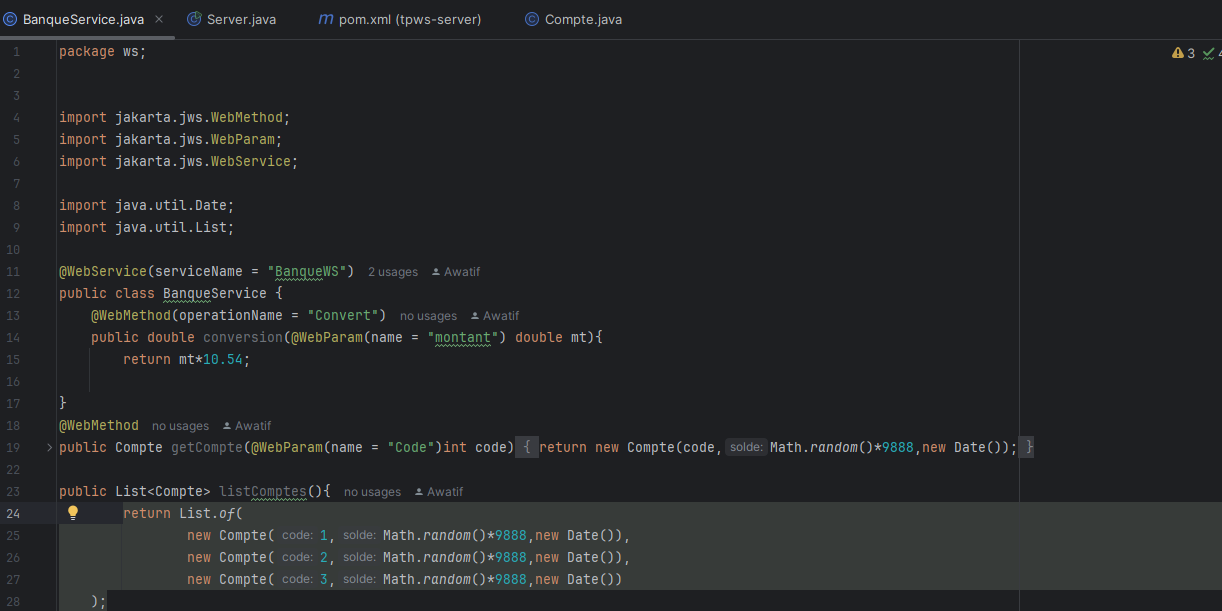 BanqueService.java Server.java pom.xml (tpws-server) Compte.java
1 package ws; 3
2
3
4 import jakarta.jws.WebMethod;
5 import jakarta.jws.WebParam;
6 import jakarta.jws.WebService;
7
8 import java.util.Date;
9 import java.util.List;
10
11 @WebService(serviceName = "BanqueWS") 2 usages Awatif
12 public class BanqueService {
13 @WebMethod(operationName = "Convert") no usages Awatif
14 public double conversion(@WebParam(name = "montant") double mt){
15 return mt*10.54;
16
17 }
18 @WebMethod no usages Awatif
19 public Compte getCompte(@WebParam(name = "Code")int code) { return new Compte(code, solde: Math.random()*9888,new Date()); }
22
23 public List<Compte> listComptes(){ no usages Awatif
24 return List.of(
25 new Compte( code: 1, solde: Math.random()*9888,new Date()),
26 new Compte( code: 2, solde: Math.random()*9888,new Date()),
27 new Compte( code: 3, solde: Math.random()*9888,new Date())
28 );